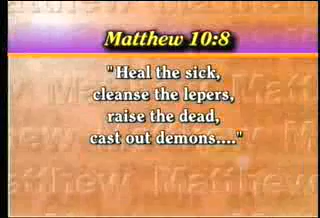 Matthew 10:8
"Heal the sick,
cleanse the lepers,
raise the dead,
cast out demons...."